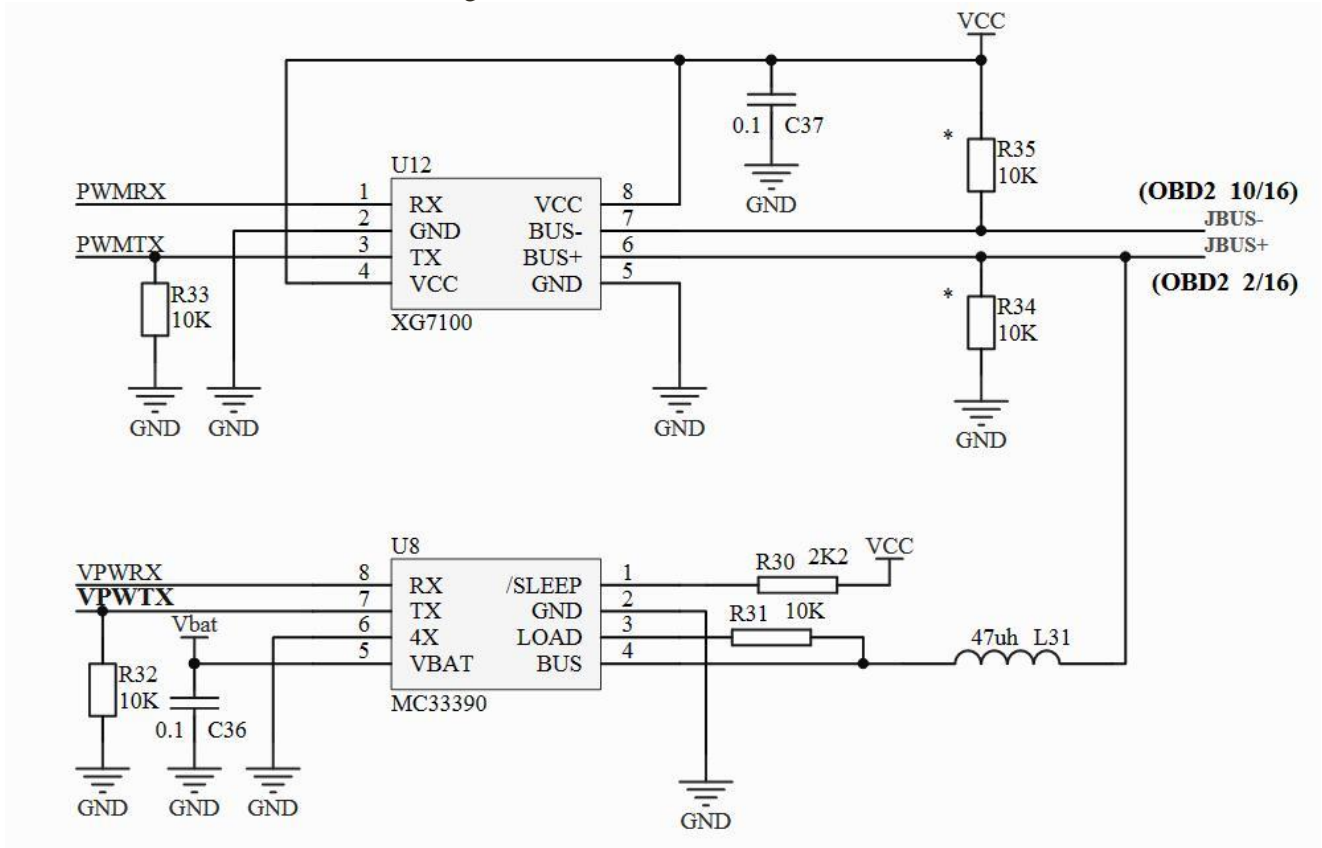 VCC
0.1 C37
GND
*
R35
10K
(OBD2 10/16)
JBUS-
JBUS+
(OBD2 2/16)
U12
PWMRX
PWMTX
1 RX VCC 8
2 GND BUS- 7
3 TX BUS+ 6
4 VCC GND 5
XG7100
R33
10K
GND
GND
GND
*
R34
10K
GND
U8
VPWRX
VPWTX
8 RX /SLEEP 1
7 TX GND 2
6 4X LOAD 3
5 VBAT BUS 4
MC33390
R30 2K2
VCC
R31 10K
47uh L31
Vbat
R32
10K
0.1 C36
GND
GND
GND
GND